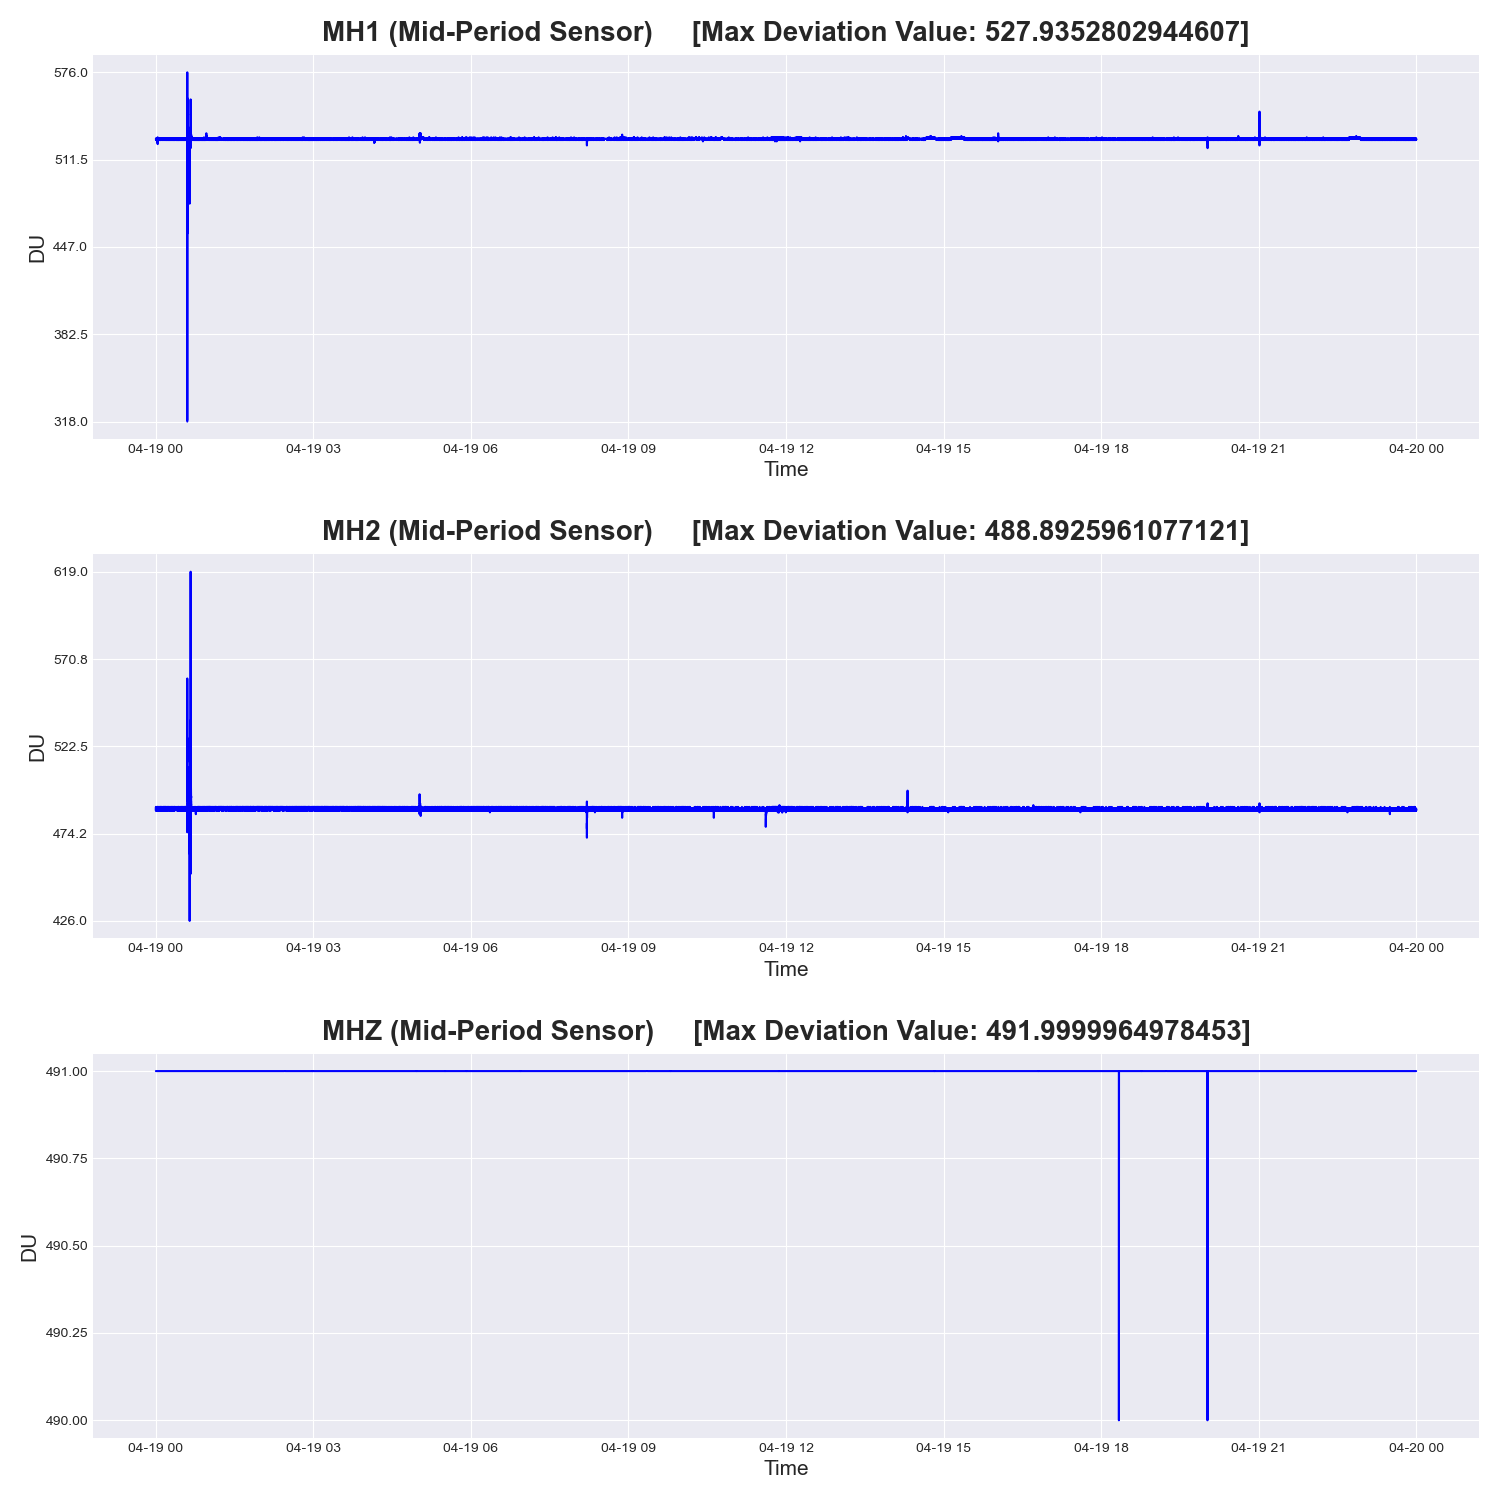 MH1 (Mid-Period Sensor) [Max Deviation Value: 527.9352802944607]
576.0
511.5
447.0
382.5
318.0
DU
04-19 00 04-19 03 04-19 06 04-19 09 04-19 12 04-19 15 04-19 18 04-19 21 04-20 00
Time
MH2 (Mid-Period Sensor) [Max Deviation Value: 488.8925961077121]
619.0
570.8
522.5
474.2
426.0
DU
04-19 00 04-19 03 04-19 06 04-19 09 04-19 12 04-19 15 04-19 18 04-19 21 04-20 00
Time
MHZ (Mid-Period Sensor) [Max Deviation Value: 491.9999964978453]
491.00
490.75
490.50
490.25
490.00
DU
04-19 00 04-19 03 04-19 06 04-19 09 04-19 12 04-19 15 04-19 18 04-19 21 04-20 00
Time